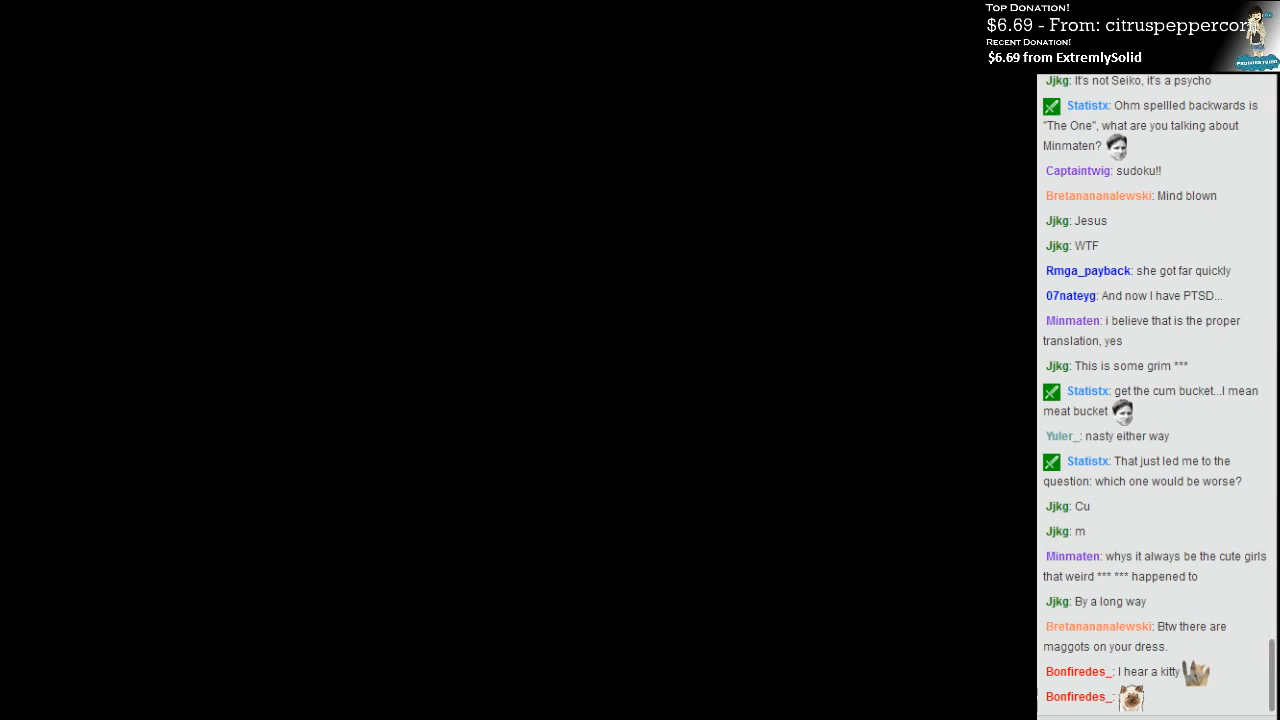 Top Donation!
$6.69 - From: citruspeppercor
Recent Donation!
$6.69 from ExtremlySolid
Jjkg: It's not Seiko, it's a psycho
Statistx: Ohm spellled backwards is
"The One", what are you talking about
Minmaten?
Captaintwig: sudoku!!
Bretanananalewski: Mind blown
Jjkg: Jesus
Jjkg: WTF
Rmga_payback: she got far quickly
07nateyg: And now I have PTSD...
Minmaten: i believe that is the proper
translation, yes
Jjkg: This is some grim ***
Statistx: get the cum bucket...I mean
meat bucket
Yuler_: nasty either way
Statistx: That just led me to the
question: which one would be worse?
Jjkg: Cu
Jjkg: m
Minmaten: whys it always be the cute girls
that weird *** *** happened to
Jjkg: By a long way
Bretanananalewski: Btw there are
maggots on your dress.
Bonfiredes_: I hear a kitty
Bonfiredes_: